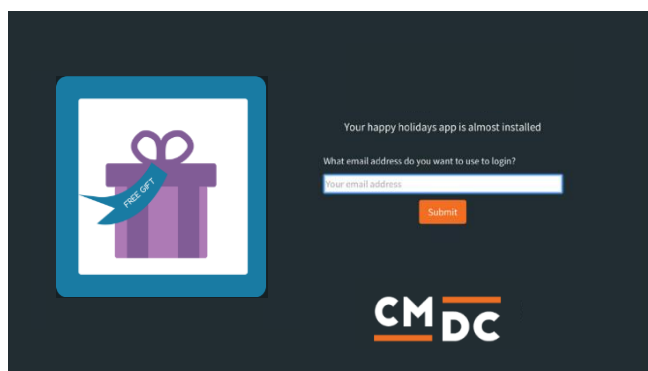 FREE GIFT
Your happy holidays app is almost installed
What email address do you want to use to login?
Your email address
Submit
CM DC